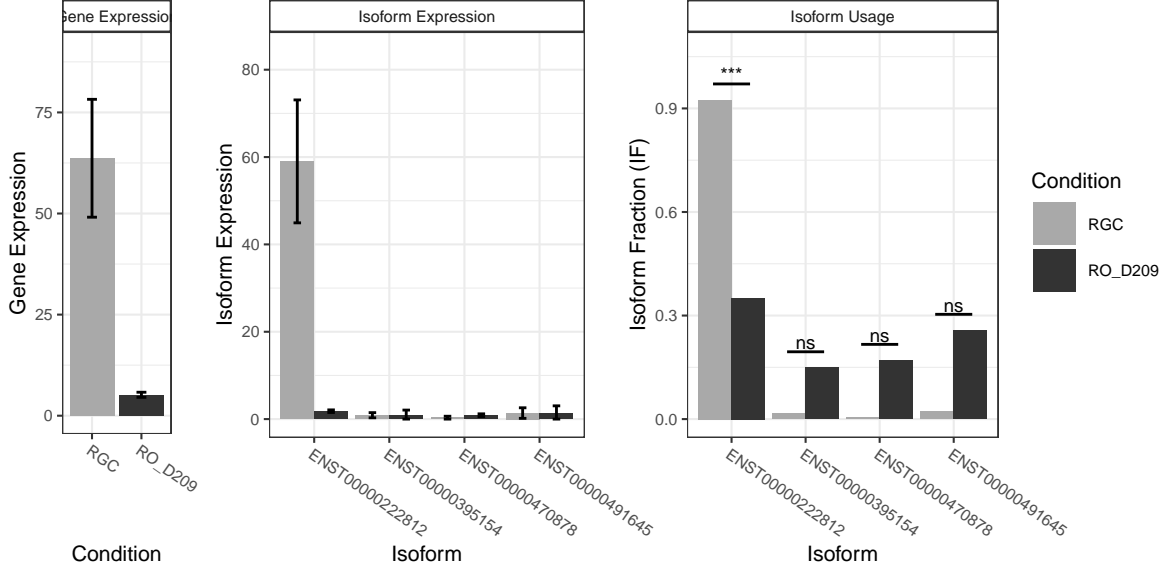 Gene Expression
Gene Expression
75
50
25
0
RGC
RO_D209
Condition
Isoform Expression
Isoform Expression
80
60
40
20
0
ENST00000222812
ENST00000395154
ENST00000470878
ENST00000491645
Isoform
Isoform Usage
Isoform Fraction (IF)
0.9
0.6
0.3
0.0
***
ns
ns
ns
ENST00000222812
ENST00000395154
ENST00000470878
ENST00000491645
Isoform
Condition
RGC
RO_D209